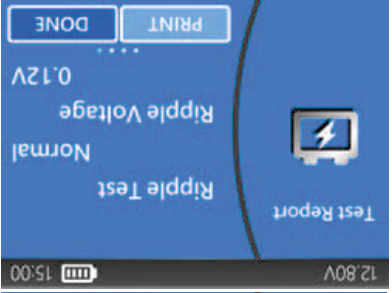 12.80V 15:00
Test Report
Ripple Test
Normal
Ripple Voltage
0.12V
PRINT DONE